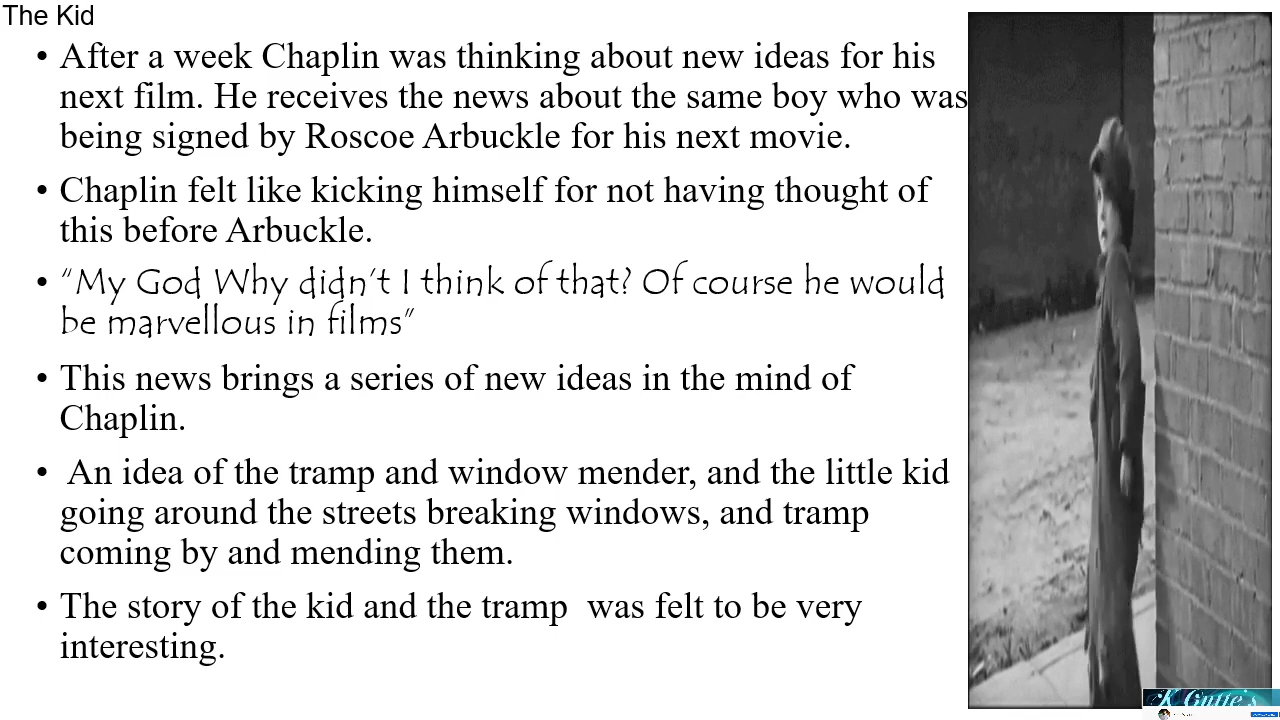 The Kid
• After a week Chaplin was thinking about new ideas for his
next film. He receives the news about the same boy who was
being signed by Roscoe Arbuckle for his next movie.
• Chaplin felt like kicking himself for not having thought of
this before Arbuckle.
• “My God Why didn’t I think of that? Of course he would
be marvellous in films”
• This news brings a series of new ideas in the mind of
Chaplin.
• An idea of the tramp and window mender, and the little kid
going around the streets breaking windows, and tramp
coming by and mending them.
• The story of the kid and the tramp  was felt to be very
interesting.